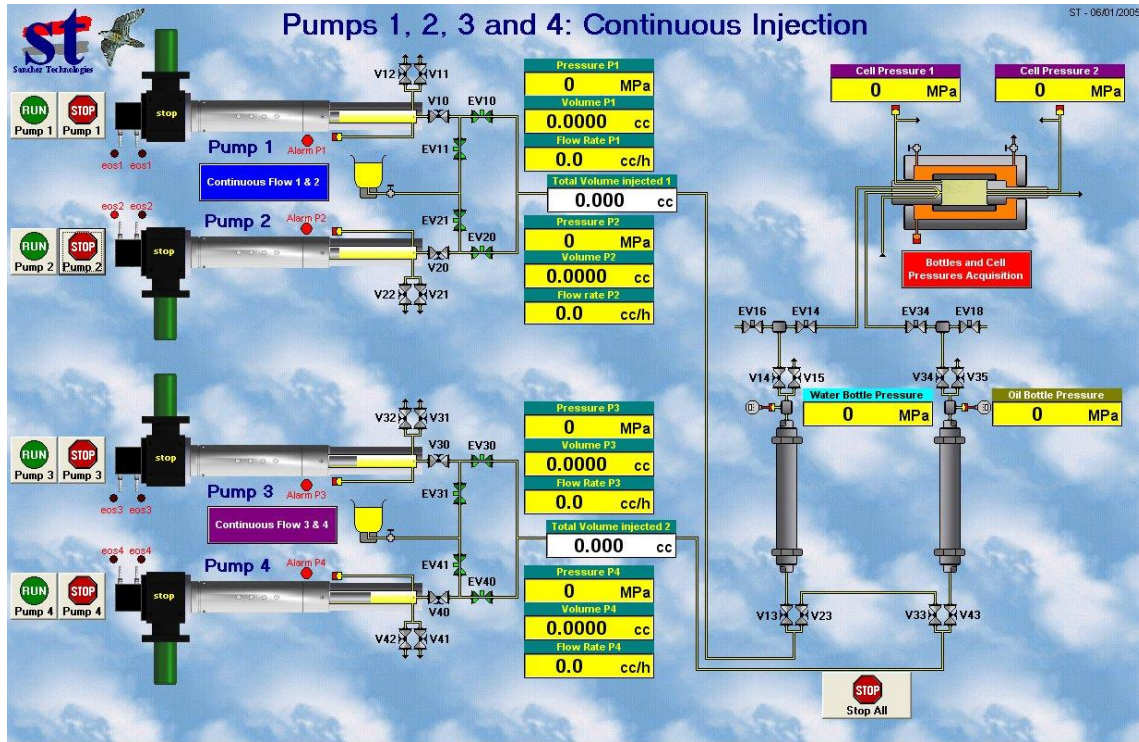 Pumps 1, 2, 3 and 4: Continuous Injection
ST - 06/01/2005
st
Sanchez Technologies
RUN
Pump 1
STOP
Pump 1
stop
eos1 eos1
Pump 1
Alarm P1
V12 V11
V10 EV10
EV11
Continuous Flow 1 & 2
Pressure P1
0 MPa
Volume P1
0.0000 cc
Flow Rate P1
0.0 cc/h
Total Volume injected 1
0.000 cc
eos2 eos2
RUN
Pump 2
STOP
Pump 2
stop
Pump 2
Alarm P2
EV21
EV20
V20
V22 V21
Pressure P2
0 MPa
Volume P2
0.0000 cc
Flow rate P2
0.0 cc/h
Cell Pressure 1
0 MPa
Cell Pressure 2
0 MPa
Bottles and Cell
Pressures Acquisition
EV16 EV14 EV34 EV18
V14 V15 V34 V35
Water Bottle Pressure
0 MPa
Oil Bottle Pressure
0 MPa
RUN
Pump 3
STOP
Pump 3
stop
eos3 eos3
Pump 3
Alarm P3
V32 V31
V30 EV30
EV31
Continuous Flow 3 & 4
Pressure P3
0 MPa
Volume P3
0.0000 cc
Flow Rate P3
0.0 cc/h
Total Volume injected 2
0.000 cc
eos4 eos4
RUN
Pump 4
STOP
Pump 4
stop
Pump 4
Alarm P4
EV41
EV40
V40
V42 V41
Pressure P4
0 MPa
Volume P4
0.0000 cc
Flow Rate P4
0.0 cc/h
V13 V23 V33 V43
STOP
Stop All